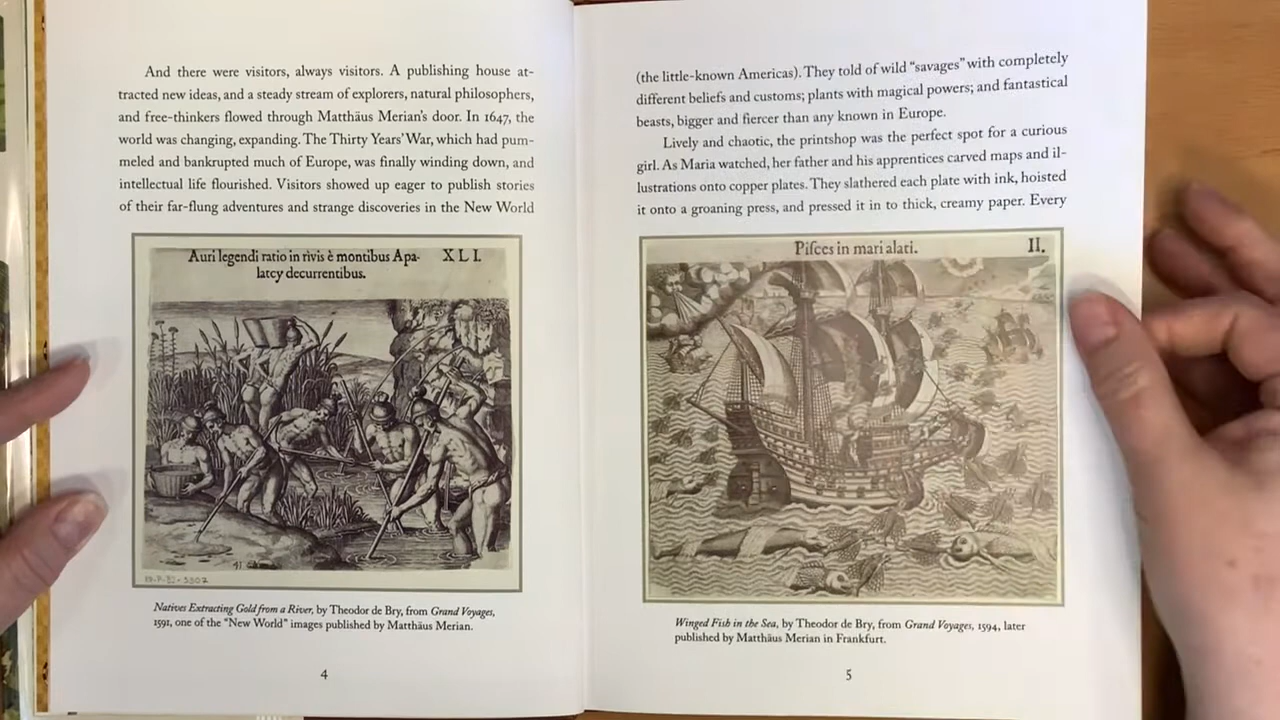 And there were visitors, always visitors. A publishing house at-
tracted new ideas, and a steady stream of explorers, natural philosophers,
and free-thinkers flowed through Matthäus Merian's door. In 1647, the
world was changing, expanding. The Thirty Years' War, which had pum-
meled and bankrupted much of Europe, was finally winding down, and
intellectual life flourished. Visitors showed up eager to publish stories
of their far-flung adventures and strange discoveries in the New World
Auri legendi ratio in rivis è montibus Apa- XLI.
latcy decurrentibus.
41
Natives Extracting Gold from a River, by Theodor de Bry, from Grand Voyages,
1591, one of the "New World" images published by Matthäus Merian.
4
(the little-known Americas). They told of wild "savages" with completely
different beliefs and customs; plants with magical powers; and fantastical
beasts, bigger and fiercer than any known in Europe.
Lively and chaotic, the printshop was the perfect spot for a curious
girl. As Maria watched, her father and his apprentices carved maps and il-
lustrations onto copper plates. They slathered each plate with ink, hoisted
it onto a groaning press, and pressed it in to thick, creamy paper. Every
Pisces in mari alati. II.
Winged Fish in the Sea, by Theodor de Bry, from Grand Voyages, 1594, later
published by Matthäus Merian in Frankfurt.
5